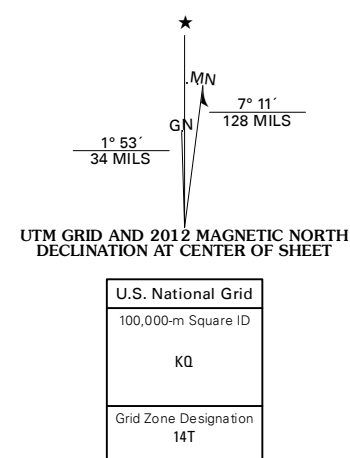 ★
MN
GN
7° 11´
128 MILS
1° 53´
34 MILS
UTM GRID AND 2012 MAGNETIC NORTH
DECLINATION AT CENTER OF SHEET
U.S. National Grid
100,000-m Square ID
KQ
Grid Zone Designation
14T